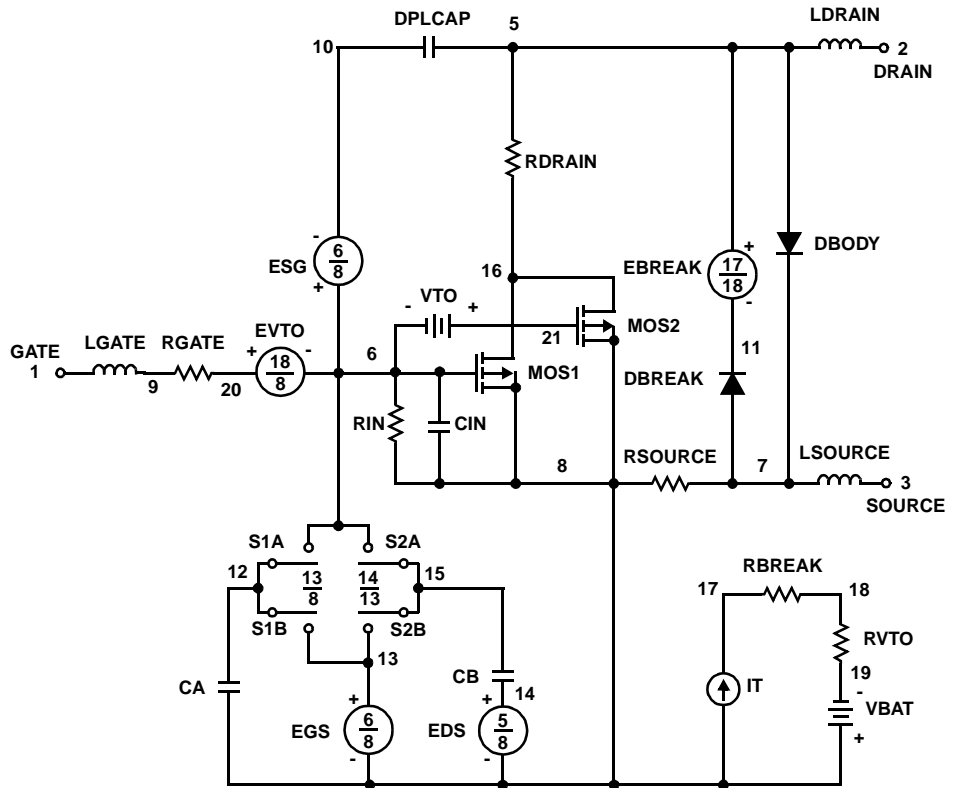 DPLCAP
5
LDRAIN
10
2
DRAIN
RDRAIN
-
6
8
ESG
+
16
EBREAK
+
17
18
-
DBODY
-
VTO
+
21
MOS2
GATE
1
LGATE
9
RGATE
20
EVTO
+
18
8
-
6
MOS1
11
DBREAK
RIN
CIN
8
RSOURCE
7
LSOURCE
3
SOURCE
S1A
S2A
12
13
8
14
13
15
S1B
S2B
13
RBREAK
17
18
RVTO
19
CA
CB
14
+
EGS
6
8
-
+
EDS
5
8
-
IT
-
VBAT
+